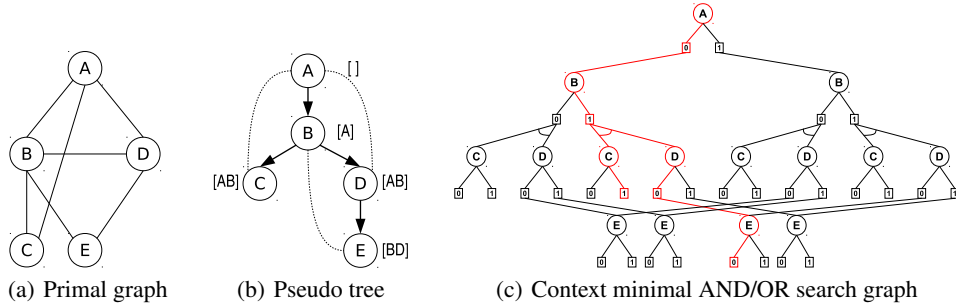 A
B D
C E
(a) Primal graph
A [ ]
B [A]
[AB] C D [AB]
E [BD]
(b) Pseudo tree
A
0 1
B B
0 1 0 1
C D C D C D C D
0 1 0 1 0 1 0 1 0 1 0 1 0 1 0 1
E E E E
0 1 0 1 0 1 0 1
(c) Context minimal AND/OR search graph